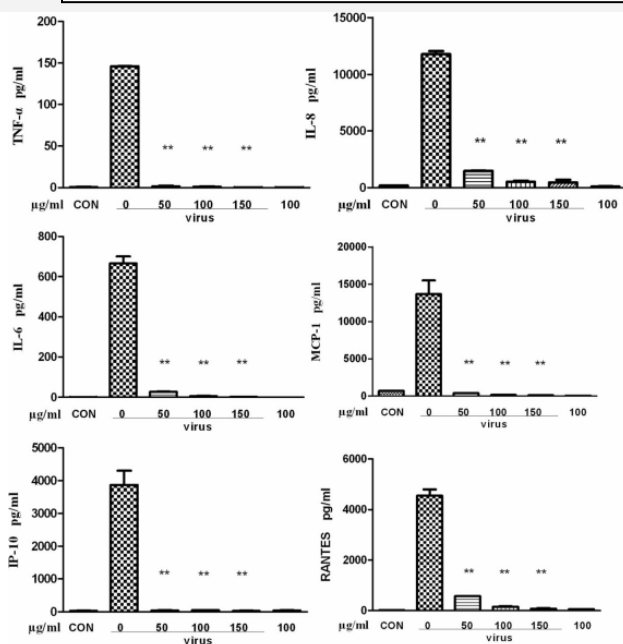 TNF-α pg/ml
200
150
100
50
0
** ** **
µg/ml CON 0 50 100 150 100
virus
IL-8 pg/ml
15000
10000
5000
0
** ** **
µg/ml CON 0 50 100 150 100
virus
IL-6 pg/ml
800
600
400
200
0
** ** **
µg/ml CON 0 50 100 150 100
virus
MCP-1 pg/ml
20000
15000
10000
5000
0
** ** **
µg/ml CON 0 50 100 150 100
virus
IP-10 pg/ml
5000
4000
3000
2000
1000
0
** ** **
µg/ml CON 0 50 100 150 100
virus
RANTES pg/ml
6000
4000
2000
0
** ** **
µg/ml CON 0 50 100 150 100
virus